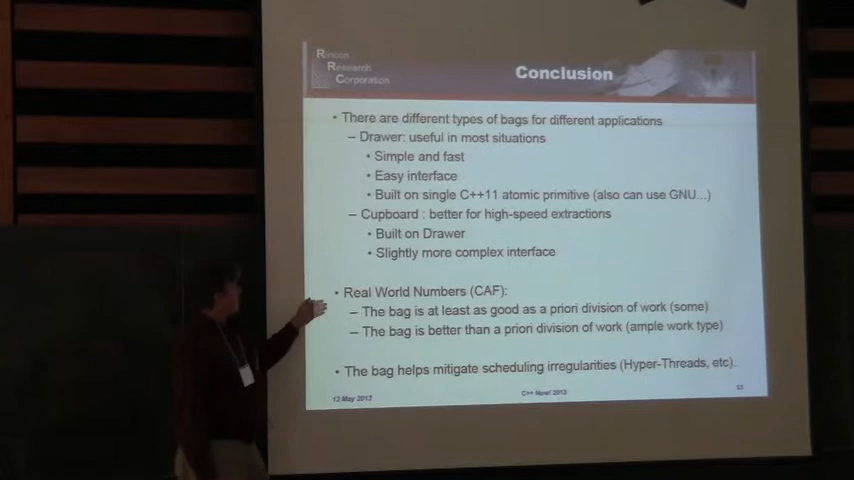 Rincon
Research
Corporation
Conclusion
• There are different types of bags for different applications
– Drawer: useful in most situations
• Simple and fast
• Easy interface
• Built on single C++11 atomic primitive (also can use GNU...)
– Cupboard : better for high-speed extractions
• Built on Drawer
• Slightly more complex interface
• Real World Numbers (CAF):
– The bag is at least as good as a priori division of work (some)
– The bag is better than a priori division of work (ample work type)
• The bag helps mitigate scheduling irregularities (Hyper-Threads, etc).
12 May 2013
C++ Now! 2013